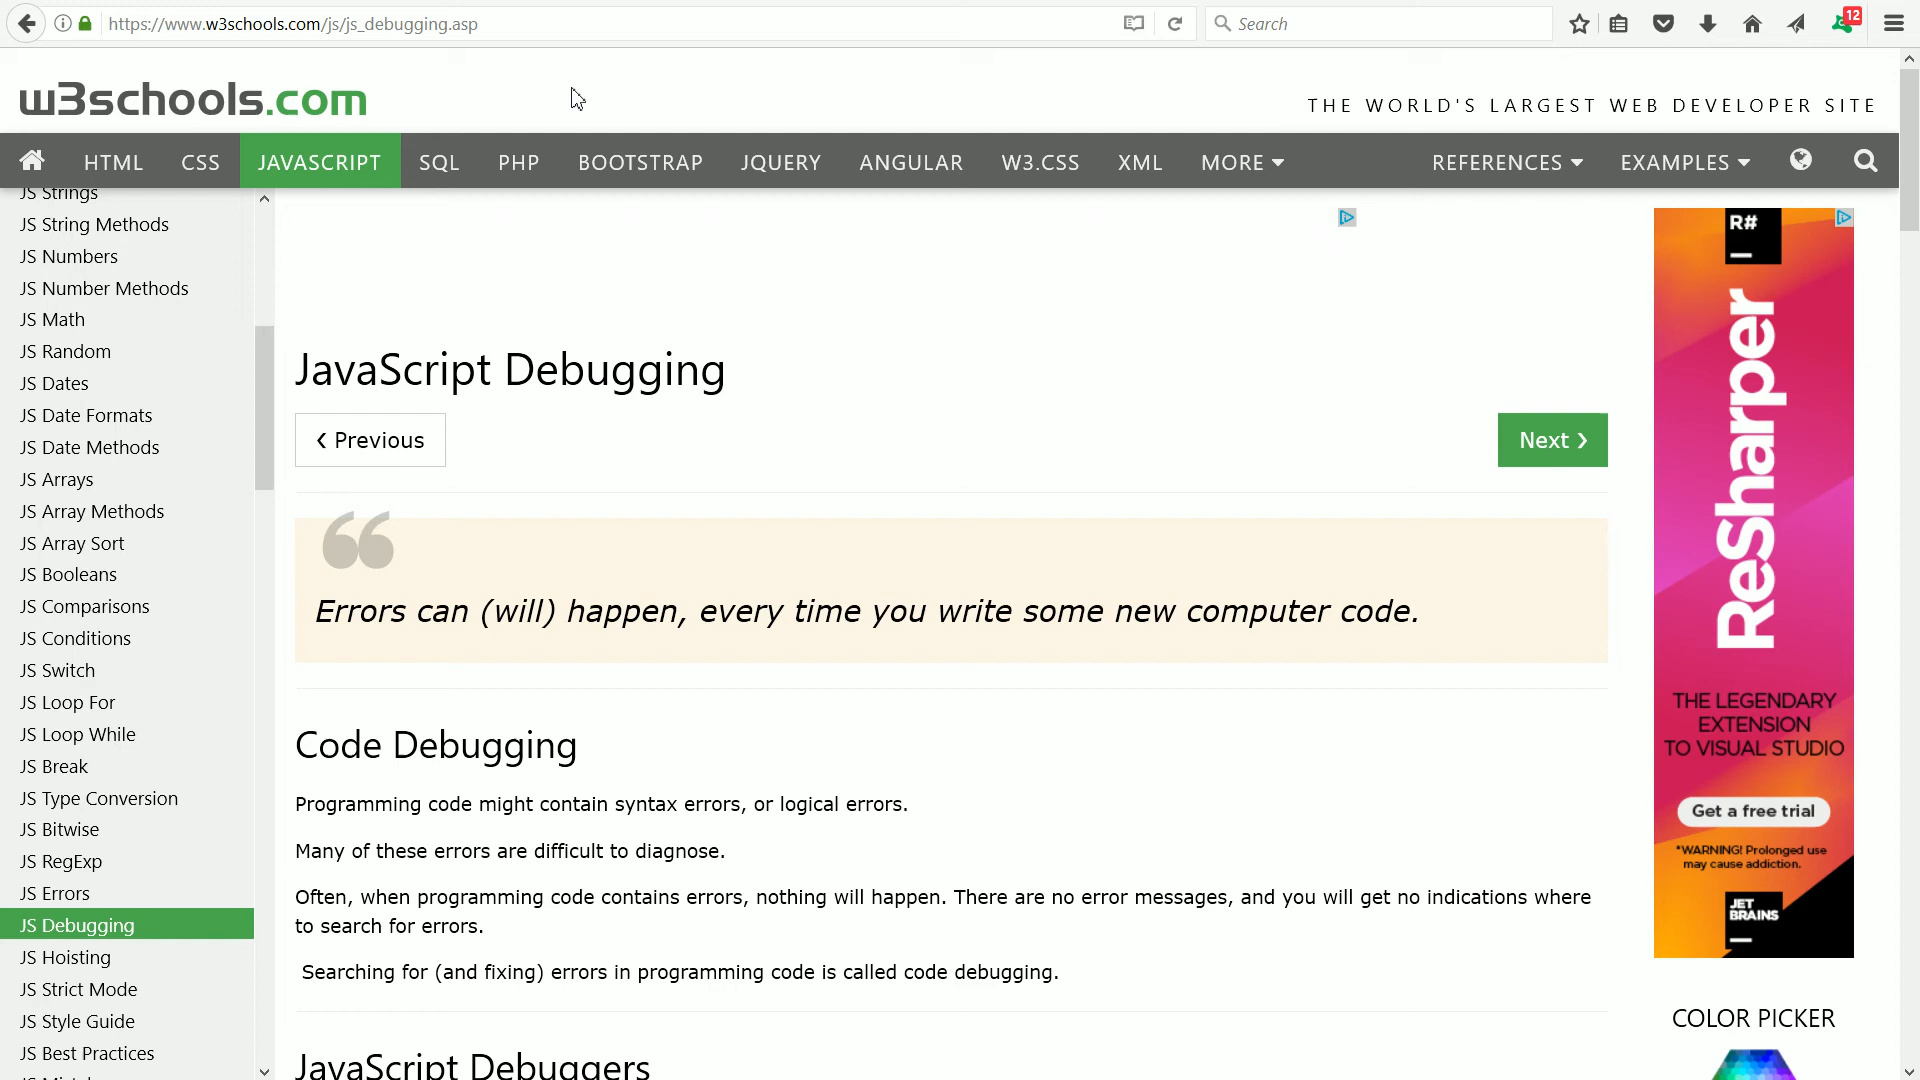 https://www.w3schools.com/js/js_debugging.asp
Search
12
w3schools.com
THE WORLD'S LARGEST WEB DEVELOPER SITE
HTML CSS JAVASCRIPT SQL PHP BOOTSTRAP JQUERY ANGULAR W3.CSS XML MORE REFERENCES EXAMPLES
JS Strings
JS String Methods
JS Numbers
JS Number Methods
JS Math
JS Random
JS Dates
JS Date Formats
JS Date Methods
JS Arrays
JS Array Methods
JS Array Sort
JS Booleans
JS Comparisons
JS Conditions
JS Switch
JS Loop For
JS Loop While
JS Break
JS Type Conversion
JS Bitwise
JS RegExp
JS Errors
JS Debugging
JS Hoisting
JS Strict Mode
JS Style Guide
JS Best Practices
JavaScript Debugging
❮ Previous
Next ❯
“
Errors can (will) happen, every time you write some new computer code.
Code Debugging
Programming code might contain syntax errors, or logical errors.
Many of these errors are difficult to diagnose.
Often, when programming code contains errors, nothing will happen. There are no error messages, and you will get no indications where
to search for errors.
Searching for (and fixing) errors in programming code is called code debugging.
JavaScript Debuggers
R#
ReSharper
THE LEGENDARY
EXTENSION
TO VISUAL STUDIO
Get a free trial
*WARNING! Prolonged use
may cause addiction.
JET
BRAINS
COLOR PICKER